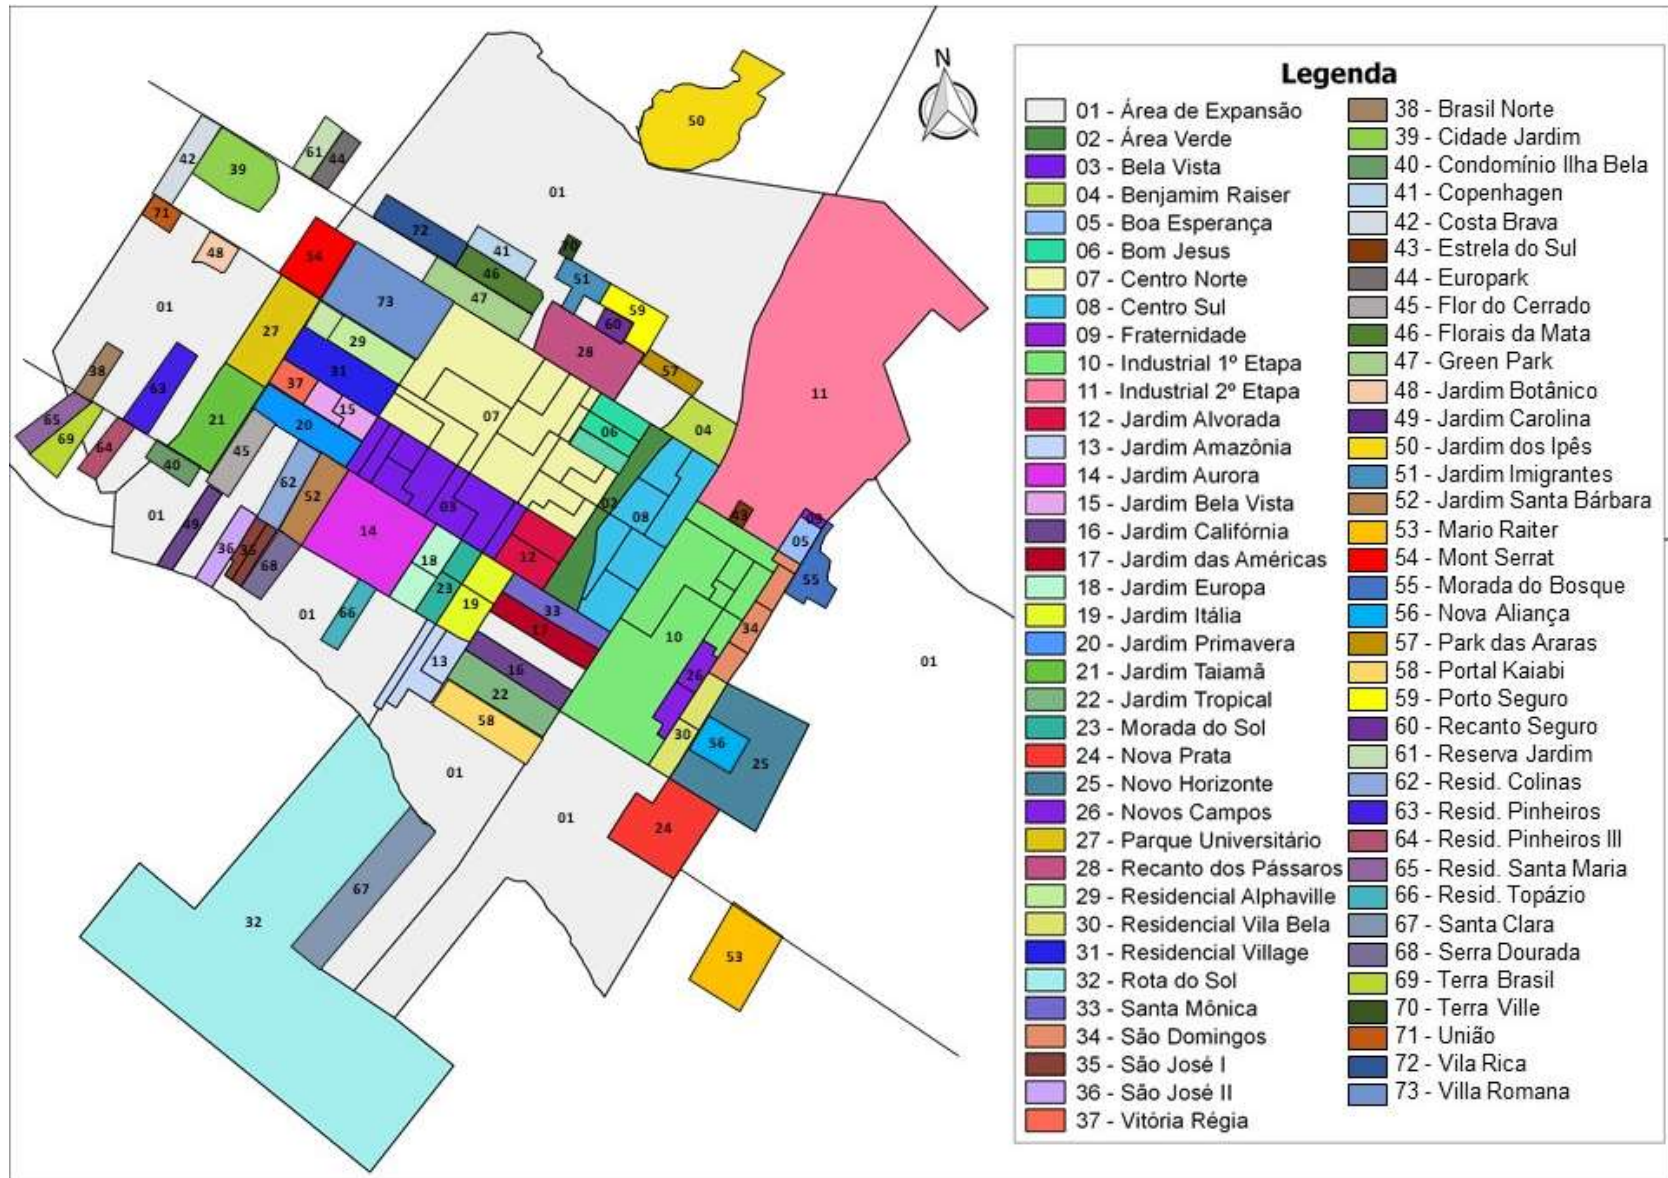 N
Legenda
01 - Área de Expansão
02 - Área Verde
03 - Bela Vista
04 - Benjamim Raiser
05 - Boa Esperança
06 - Bom Jesus
07 - Centro Norte
08 - Centro Sul
09 - Fraternidade
10 - Industrial 1º Etapa
11 - Industrial 2º Etapa
12 - Jardim Alvorada
13 - Jardim Amazônia
14 - Jardim Aurora
15 - Jardim Bela Vista
16 - Jardim Califórnia
17 - Jardim das Américas
18 - Jardim Europa
19 - Jardim Itália
20 - Jardim Primavera
21 - Jardim Taiamã
22 - Jardim Tropical
23 - Morada do Sol
24 - Nova Prata
25 - Novo Horizonte
26 - Novos Campos
27 - Parque Universitário
28 - Recanto dos Pássaros
29 - Residencial Alphaville
30 - Residencial Vila Bela
31 - Residencial Village
32 - Rota do Sol
33 - Santa Mônica
34 - São Domingos
35 - São José I
36 - São José II
37 - Vitória Régia
38 - Brasil Norte
39 - Cidade Jardim
40 - Condomínio Ilha Bela
41 - Copenhagen
42 - Costa Brava
43 - Estrela do Sul
44 - Europark
45 - Flor do Cerrado
46 - Florais da Mata
47 - Green Park
48 - Jardim Botânico
49 - Jardim Carolina
50 - Jardim dos Ipês
51 - Jardim Imigrantes
52 - Jardim Santa Bárbara
53 - Mario Raiter
54 - Mont Serrat
55 - Morada do Bosque
56 - Nova Aliança
57 - Park das Araras
58 - Portal Kaiabi
59 - Porto Seguro
60 - Recanto Seguro
61 - Reserva Jardim
62 - Resid. Colinas
63 - Resid. Pinheiros
64 - Resid. Pinheiros III
65 - Resid. Santa Maria
66 - Resid. Topázio
67 - Santa Clara
68 - Serra Dourada
69 - Terra Brasil
70 - Terra Ville
71 - União
72 - Vila Rica
73 - Villa Romana
50
61
44
42
39
01
71
72
41
70
48
54
46
51
73
47
59
01
60
27
29
28
38
31
57
11
63
37
15
07
65
21
20
04
69
06
64
45
40
62
52
03
02
01
08
43
09
49
14
05
36
35
12
68
18
55
23
01
66
19
33
17
34
10
13
16
01
26
22
58
30
56
25
01
01
24
67
32
53